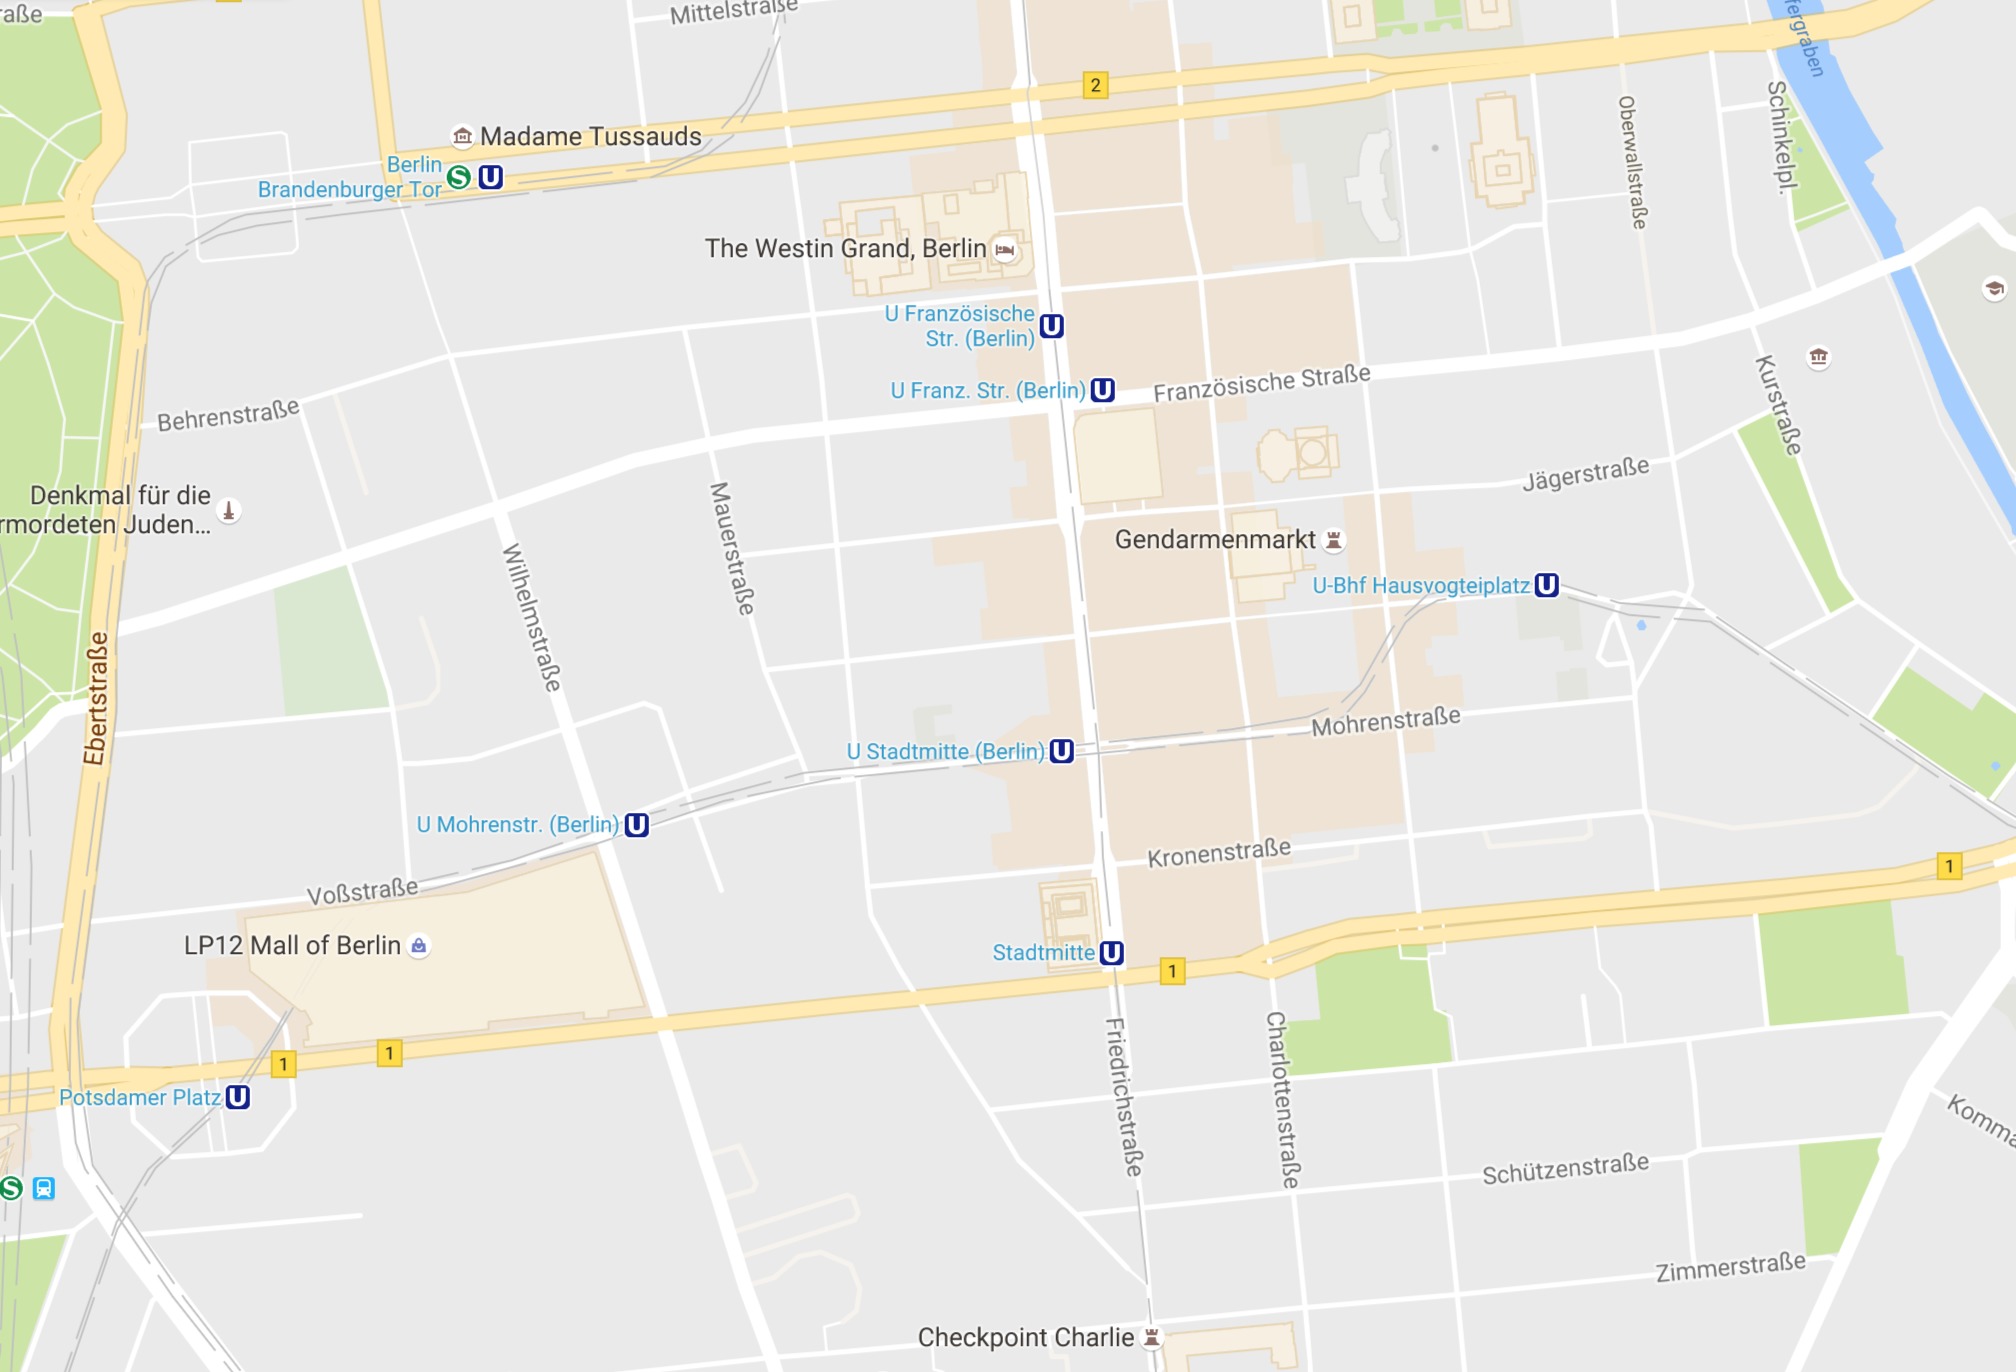 raße
Mittelstraße
fergraben
2
Schinkelpl.
Oberwallstraße
Madame Tussauds
Berlin
Brandenburger Tor
S
U
The Westin Grand, Berlin
U Französische
Str. (Berlin)
U
U Franz. Str. (Berlin)
U
Französische Straße
Kurstraße
Behrenstraße
Jägerstraße
Denkmal für die
rmordeten Juden...
Mauerstraße
Wilhelmstraße
Gendarmenmarkt
U-Bhf Hausvogteiplatz
U
Ebertstraße
Mohrenstraße
U Stadtmitte (Berlin)
U
U Mohrenstr. (Berlin)
U
Kronenstraße
1
Voßstraße
LP12 Mall of Berlin
Stadtmitte
U
1
1
1
Potsdamer Platz
U
Friedrichstraße
Charlottenstraße
Komma
S
Schützenstraße
Zimmerstraße
Checkpoint Charlie